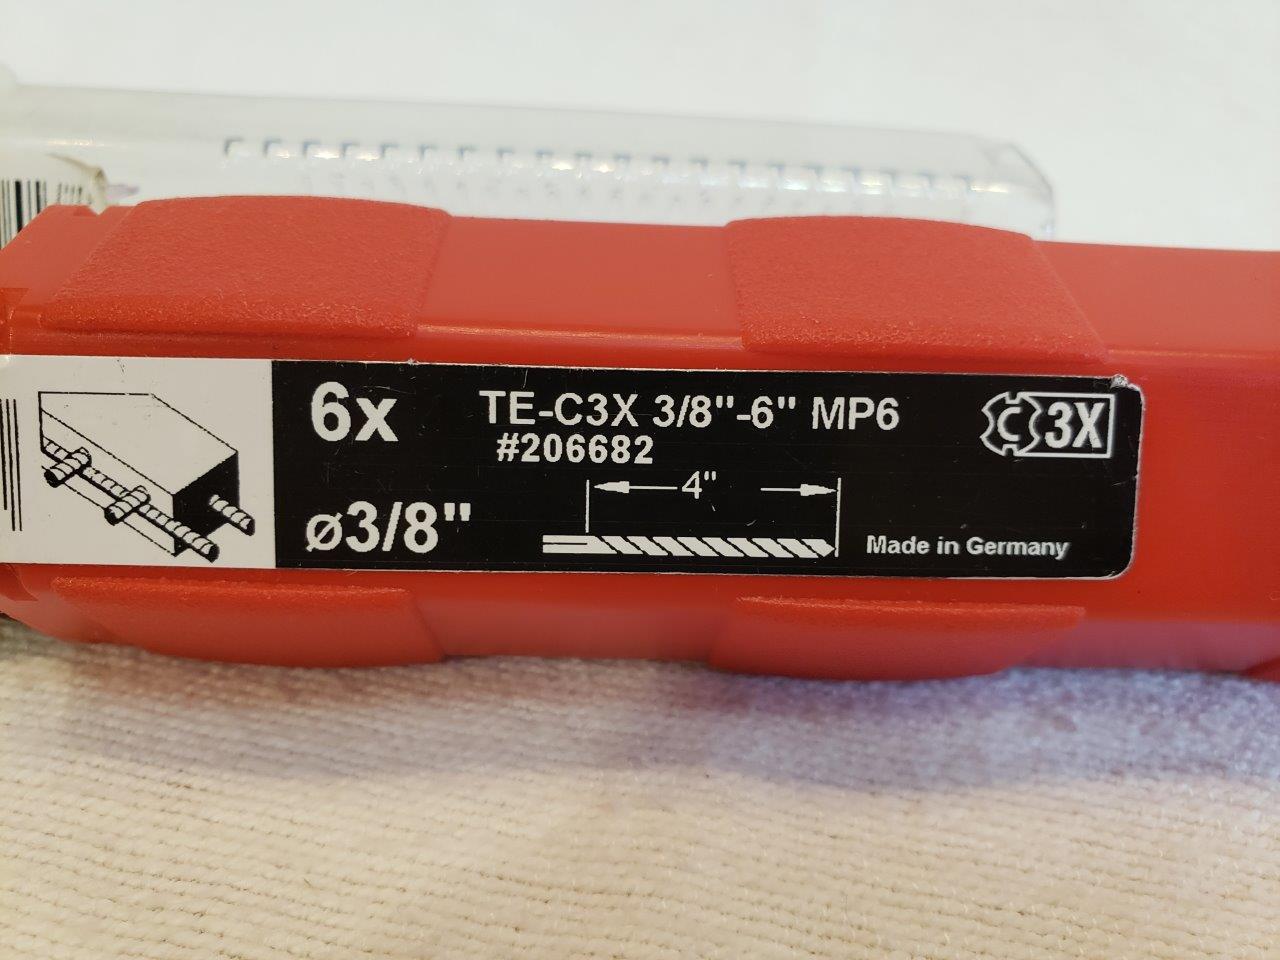 6x
TE-C3X 3/8"-6" MP6
#206682
4"
ø3/8"
Made in Germany
C 3X